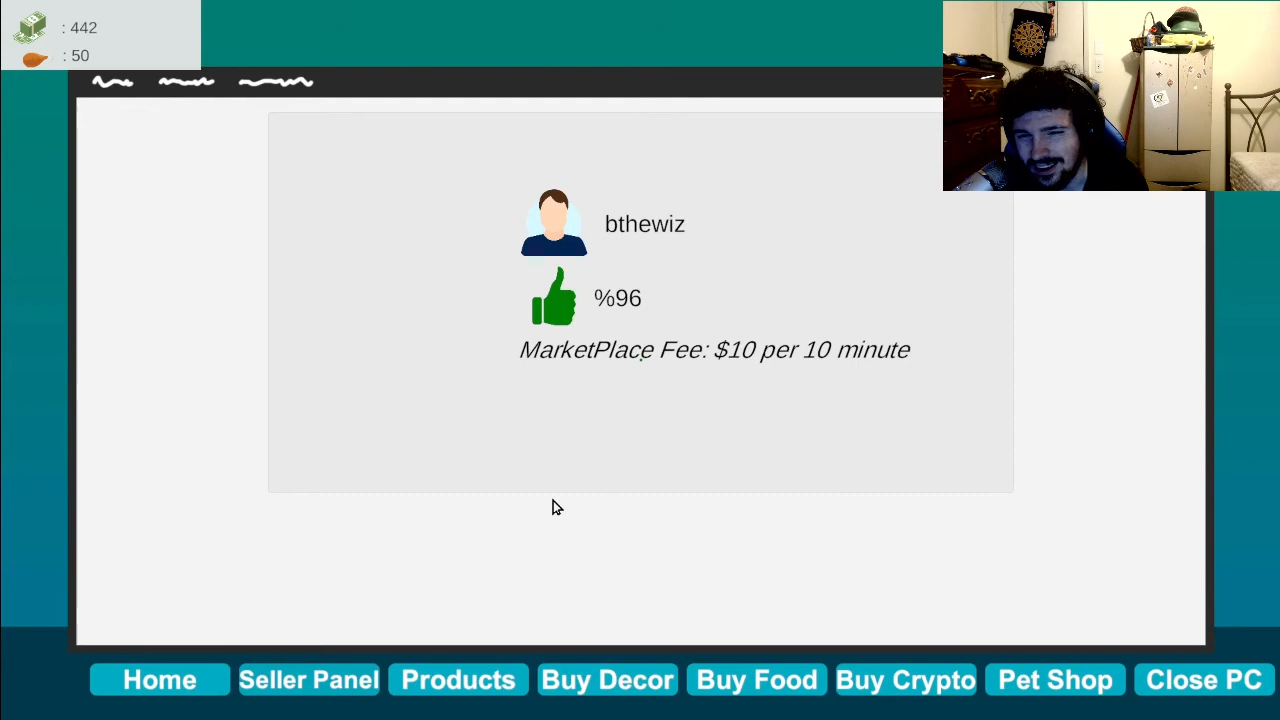 : 442
: 50
bthewiz
%96
MarketPlace Fee: $10 per 10 minute
Home
Seller Panel
Products
Buy Decor
Buy Food
Buy Crypto
Pet Shop
Close PC